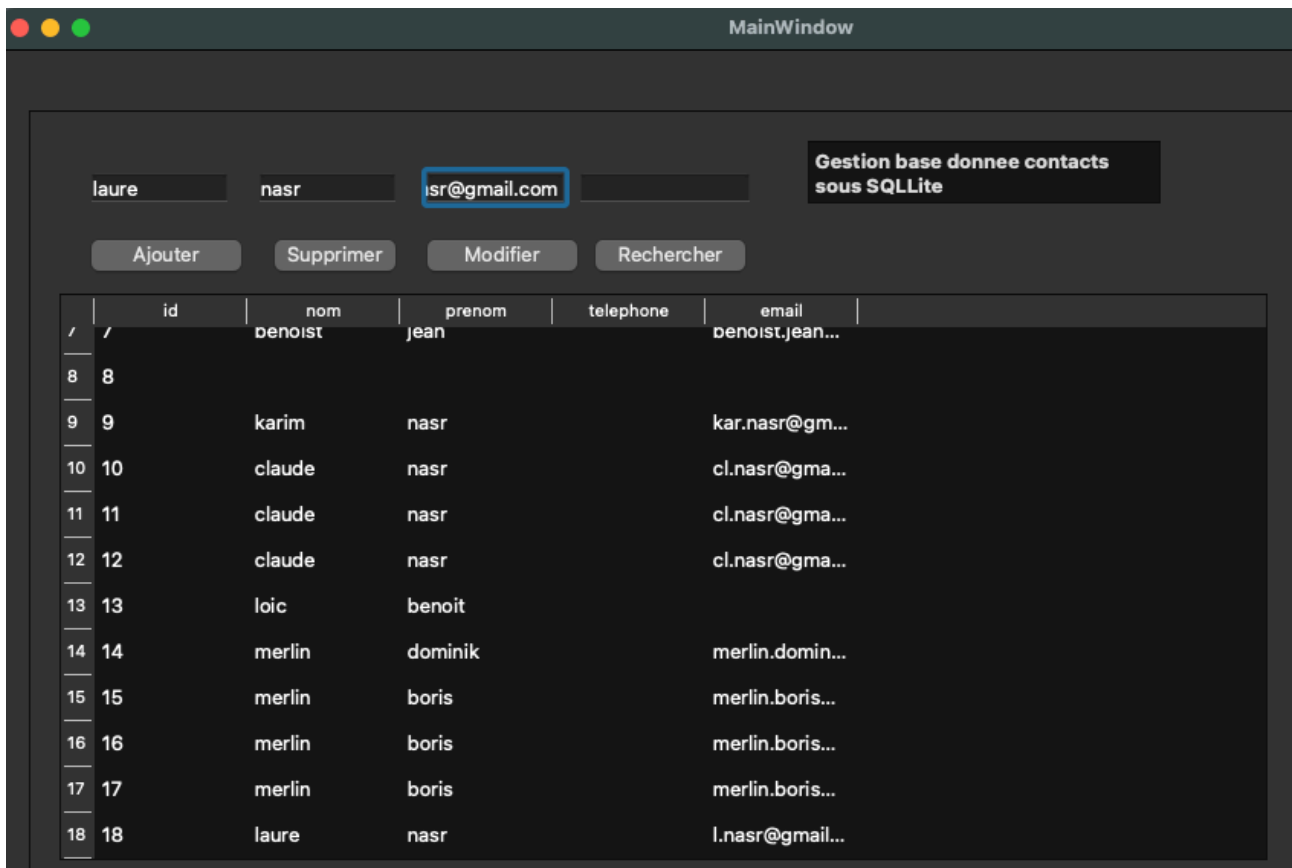 MainWindow
Gestion base donnee contacts
sous SQLLite
laure nasr sr@gmail.com
Ajouter Supprimer Modifier Rechercher
id nom prenom telephone email
7 7 benoist jean benoist.jean...
8 8
9 9 karim nasr kar.nasr@gm...
10 10 claude nasr cl.nasr@gma...
11 11 claude nasr cl.nasr@gma...
12 12 claude nasr cl.nasr@gma...
13 13 loic benoit
14 14 merlin dominik merlin.domin...
15 15 merlin boris merlin.boris...
16 16 merlin boris merlin.boris...
17 17 merlin boris merlin.boris...
18 18 laure nasr l.nasr@gmail...